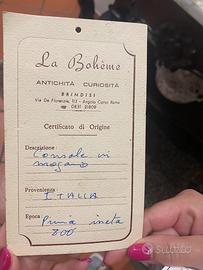 La Bohème
ANTICHITÀ CURIOSITÀ
BRINDISI
Via De Florenzie, 113 - Angolo Corso Roma
0831 21809
Certificato di Origine
Descrizione:
Console in
mogano
Provenienza
ITALIA
Epoca: Prima metà
800
Subito